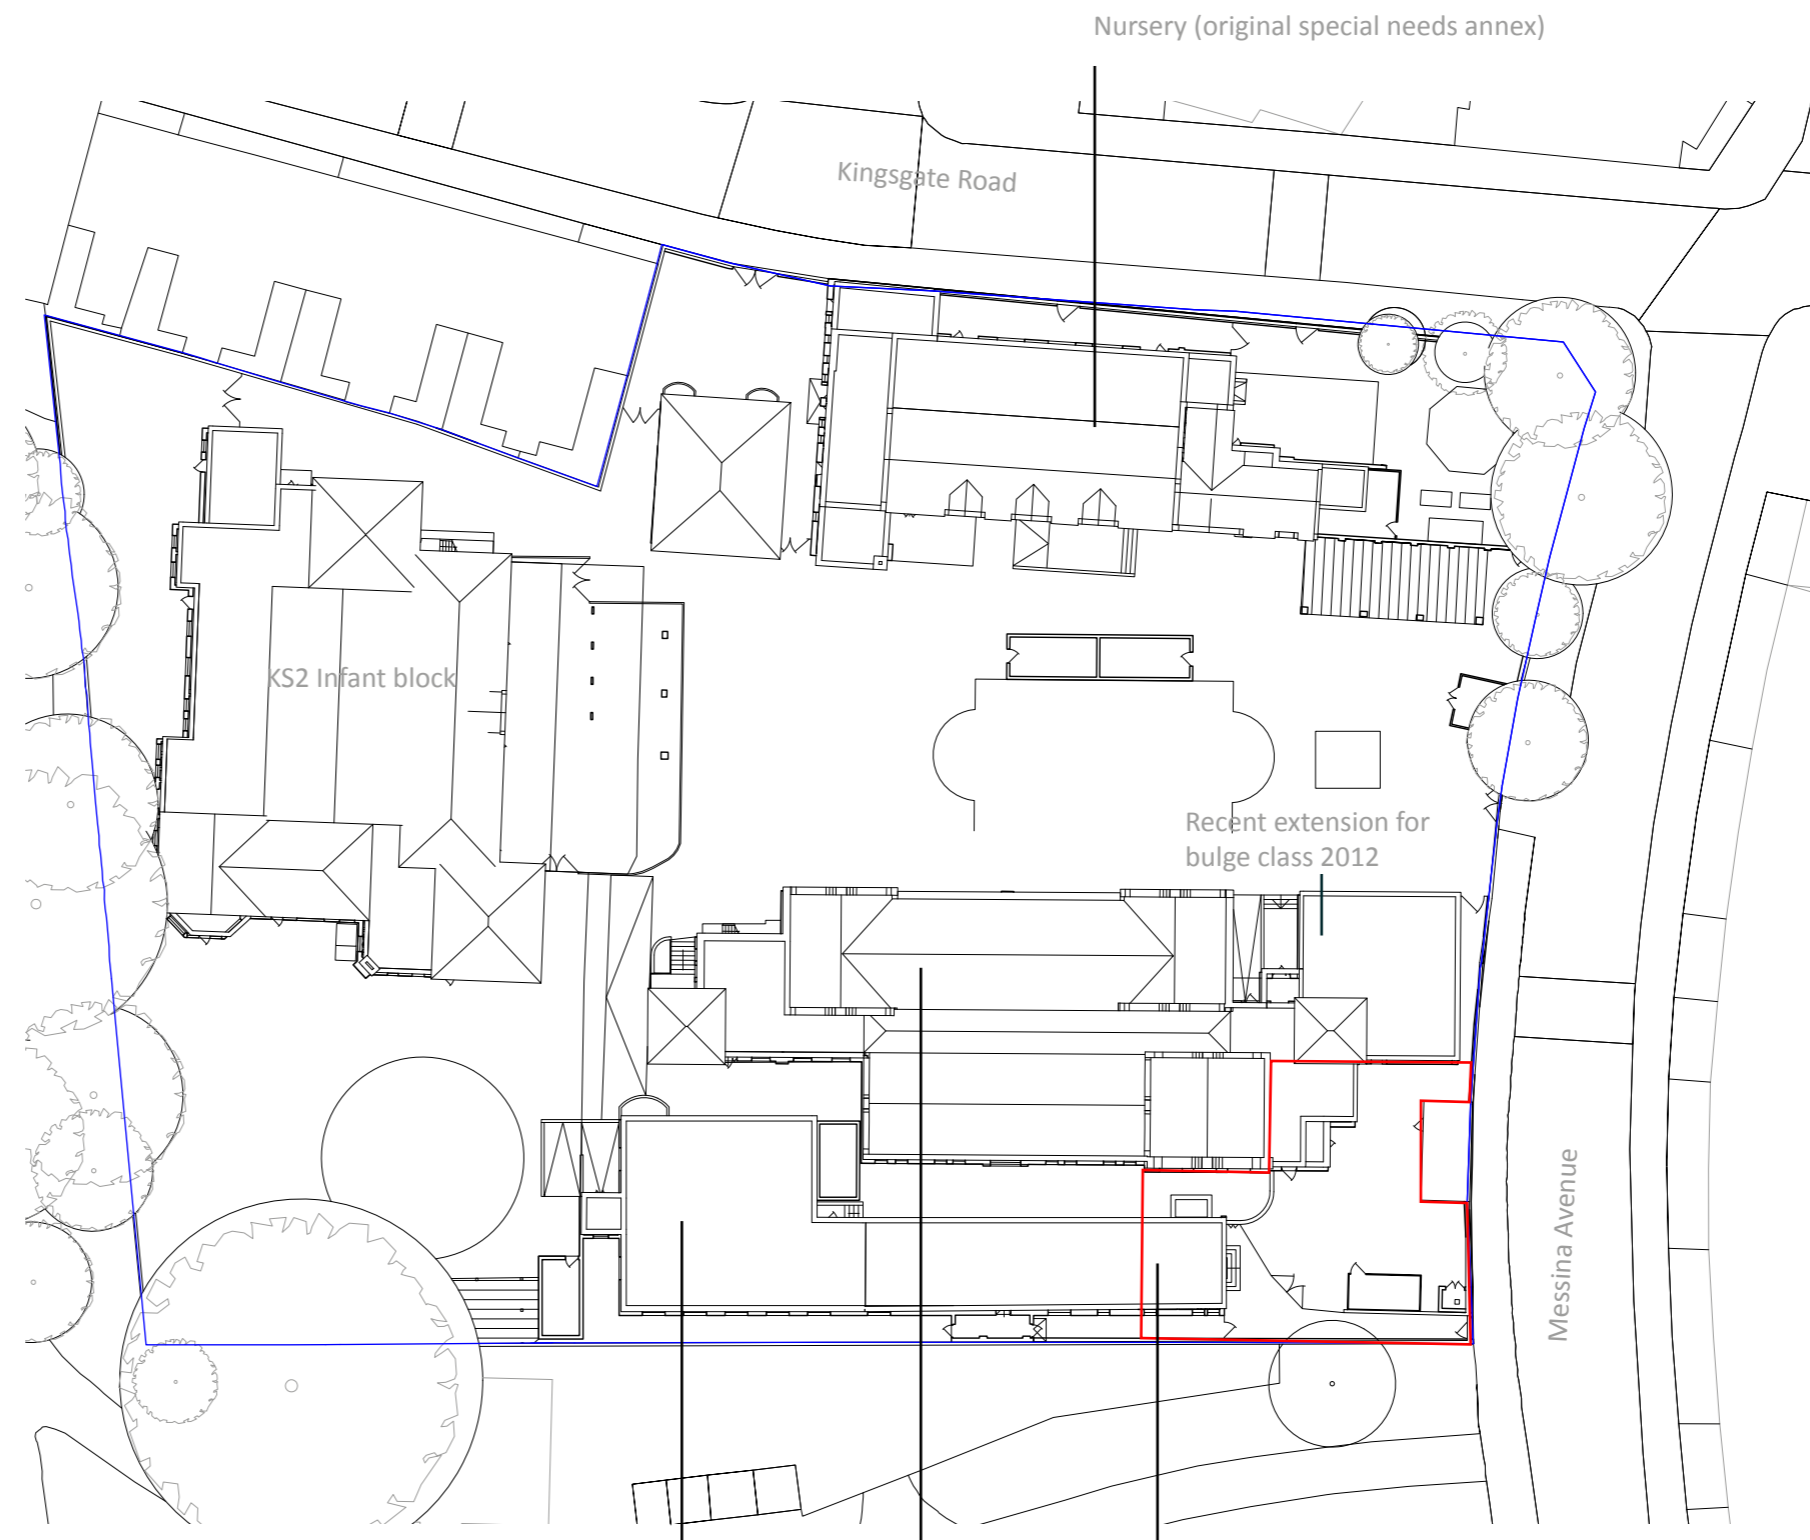 Nursery (original special needs annex)
Kingsgate Road
KS2 Infant block
Recent extension for
bulge class 2012
Messina Avenue